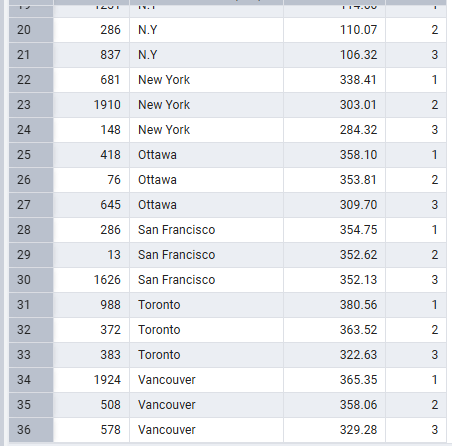 20 286 N.Y 110.07 2
21 837 N.Y 106.32 3
22 681 New York 338.41 1
23 1910 New York 303.01 2
24 148 New York 284.32 3
25 418 Ottawa 358.10 1
26 76 Ottawa 353.81 2
27 645 Ottawa 309.70 3
28 286 San Francisco 354.75 1
29 13 San Francisco 352.62 2
30 1626 San Francisco 352.13 3
31 988 Toronto 380.56 1
32 372 Toronto 363.52 2
33 383 Toronto 322.63 3
34 1924 Vancouver 365.35 1
35 508 Vancouver 358.06 2
36 578 Vancouver 329.28 3